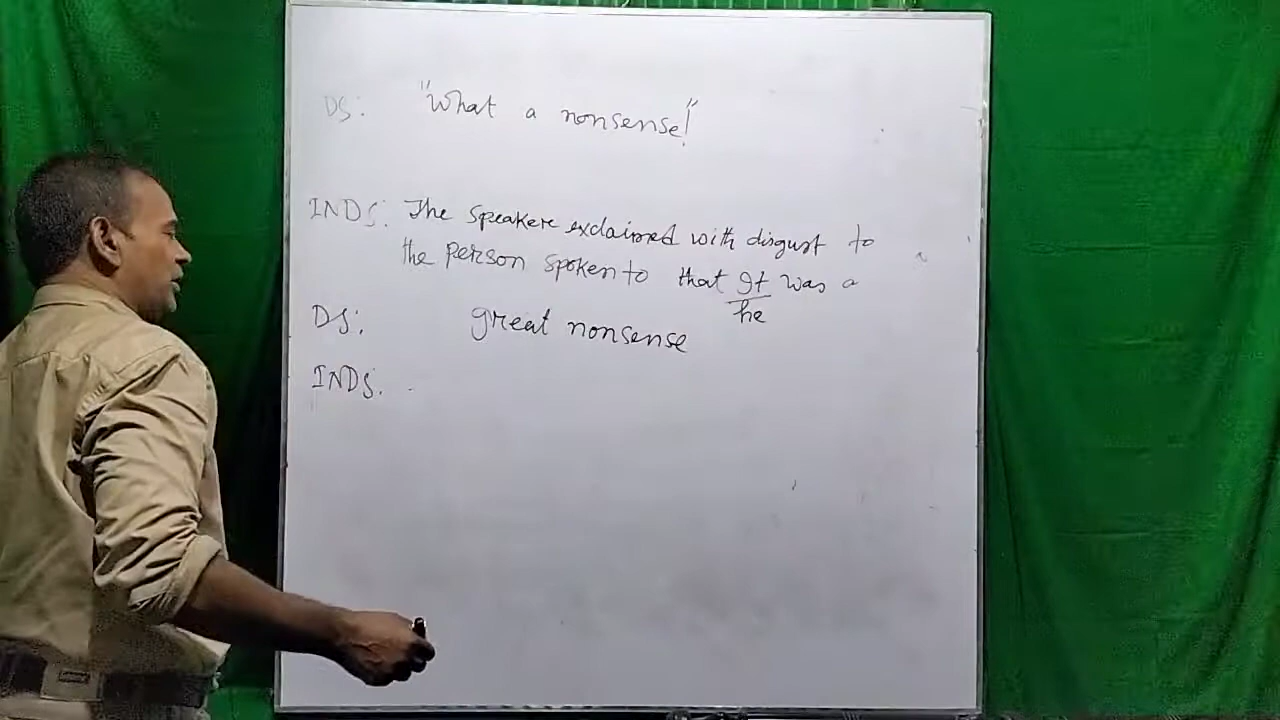 DS: "What a nonsense!"
INDS: The speakere exclaimed with disgust to
the person spoken to that It was a
he
DS: great nonsense
INDS.